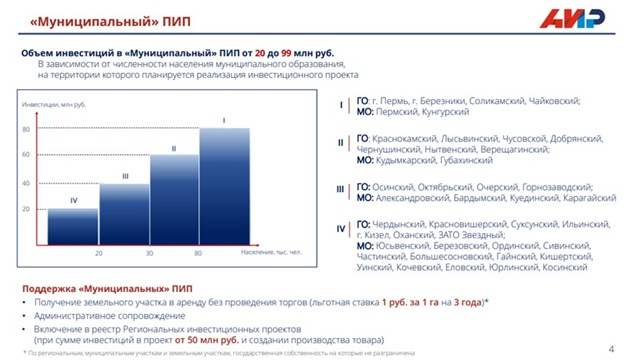 «Муниципальный» ПИП
АИР
Объем инвестиций в «Муниципальный» ПИП от 20 до 99 млн руб.
В зависимости от численности населения муниципального образования,
на территории которого планируется реализация инвестиционного проекта
Инвестиции, млн руб.
80
60
40
20
IV
III
II
I
20
30
80
Население, тыс. чел.
I
ГО: г. Пермь, г. Березники, Соликамский, Чайковский;
МО: Пермский, Кунгурский
II
ГО: Краснокамский, Лысьвинский, Чусовской, Добрянский,
Чернушинский, Нытвенский, Верещагинский;
МО: Кудымкарский, Губахинский
III
ГО: Осинский, Октябрьский, Очерский, Горнозаводский;
МО: Александровский, Бардымский, Куединский, Карагайский
IV
ГО: Чердынский, Красновишерский, Суксунский, Ильинский,
г. Кизел, Оханский, ЗАТО Звездный;
МО: Юсьвенский, Березовский, Ординский, Сивинский,
Частинский, Большесосновский, Гайнский, Кишертский,
Уинский, Кочевский, Еловский, Юрлинский, Косинский
Поддержка «Муниципальных» ПИП
• Получение земельного участка в аренду без проведения торгов (льготная ставка 1 руб. за 1 га на 3 года)*
• Административное сопровождение
• Включение в реестр Региональных инвестиционных проектов
(при сумме инвестиций в проект от 50 млн руб. и создании производства товара)
* По региональным, муниципальным участкам и земельным участкам, государственная собственность на которые не разграничена
4